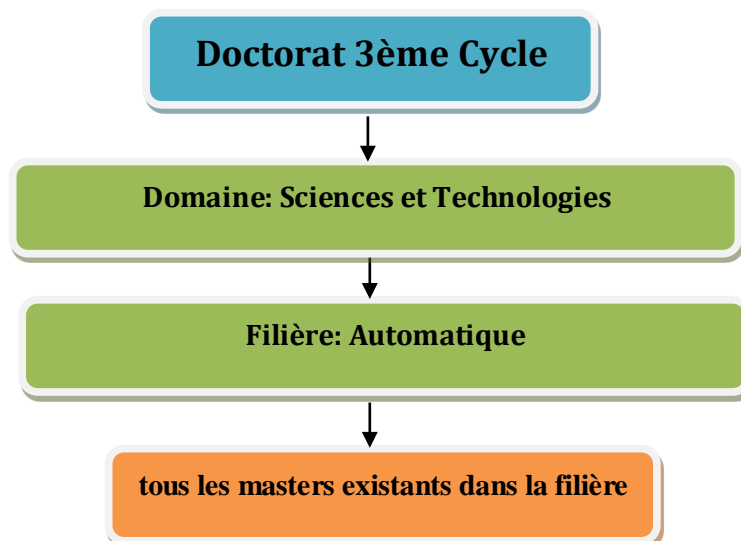 Doctorat 3ème Cycle
Domaine: Sciences et Technologies
Filière: Automatique
tous les masters existants dans la filière